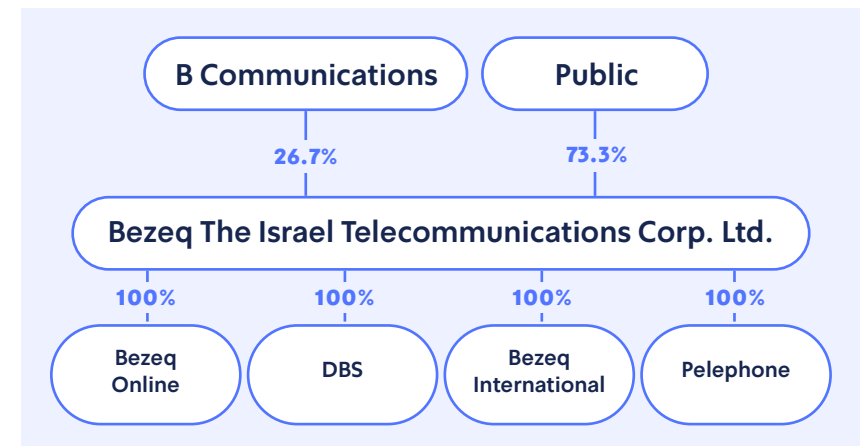 B Communications
Public
26.7%
73.3%
Bezeq The Israel Telecommunications Corp. Ltd.
100%
100%
100%
100%
Bezeq
Online
DBS
Bezeq
International
Pelephone